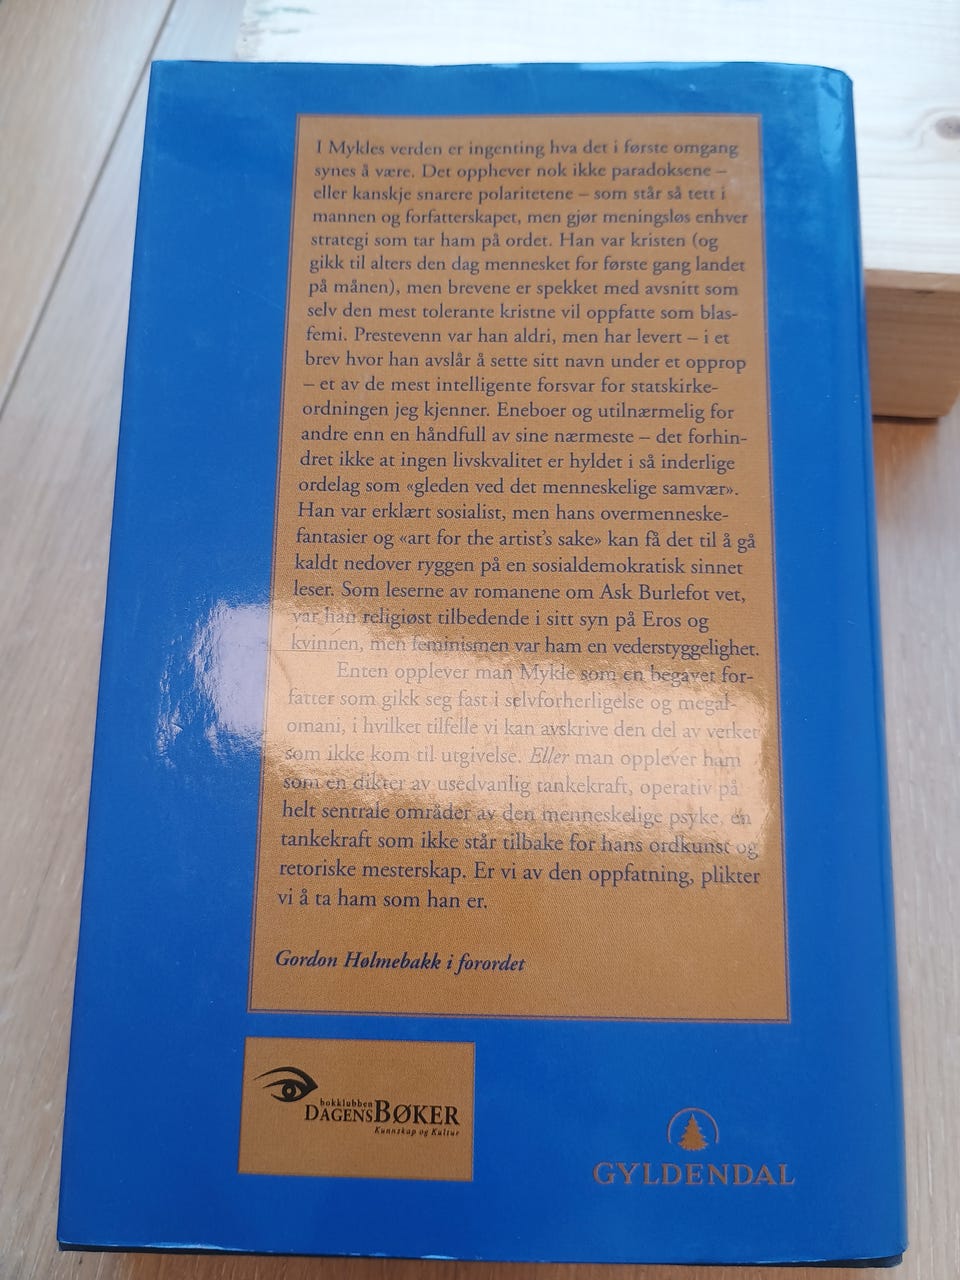 I Mykles verden er ingenting hva det i første omgang
synes å være. Det opphever nok ikke paradoksene –
eller kanskje snarere polaritetene – som står så tett i
mannen og forfatterskapet, men gjør meningsløs enhver
strategi som tar ham på ordet. Han var kristen (og
gikk til alters den dag mennesket for første gang landet
på månen), men brevene er spekket med avsnitt som
selv den mest tolerante kristne vil oppfatte som blas-
femi. Prestevenn var han aldri, men har levert – i et
brev hvor han avslår å sette sitt navn under et opprop
– et av de mest intelligente forsvar for statskirke-
ordningen jeg kjenner. Eneboer og utilnærmelig for
andre enn en håndfull av sine nærmeste – det forhin-
dret ikke at ingen livskvalitet er hyldet i så inderlige
ordelag som «gleden ved det menneskelige samvær».
Han var erklært sosialist, men hans overmenneske-
fantasier og «art for the artist's sake» kan få det til å gå
kaldt nedover ryggen på en sosialdemokratisk sinnet
leser. Som leserne av romanene om Ask Burlefot vet,
var han religiøst tilbedende i sitt syn på Eros og
kvinnen, men feminismen var ham en vederstyggelighet.
Enten opplever man Mykle som en begavet for-
fatter som gikk seg fast i selvforherligelse og megal-
omani, i hvilket tilfelle vi kan avskrive den del av verket
som ikke kom til utgivelse. Eller man opplever ham
som en dikter av usedvanlig tankekraft, operativ på
helt sentrale områder av den menneskelige psyke, en
tankekraft som ikke står tilbake for hans ordkunst og
retoriske mesterskap. Er vi av den oppfatning, plikter
vi å ta ham som han er.
Gordon Hølmebakk i forordet
bokklubben
DAGENS BØKER
Kunnskap og Kultur
GYLDENDAL